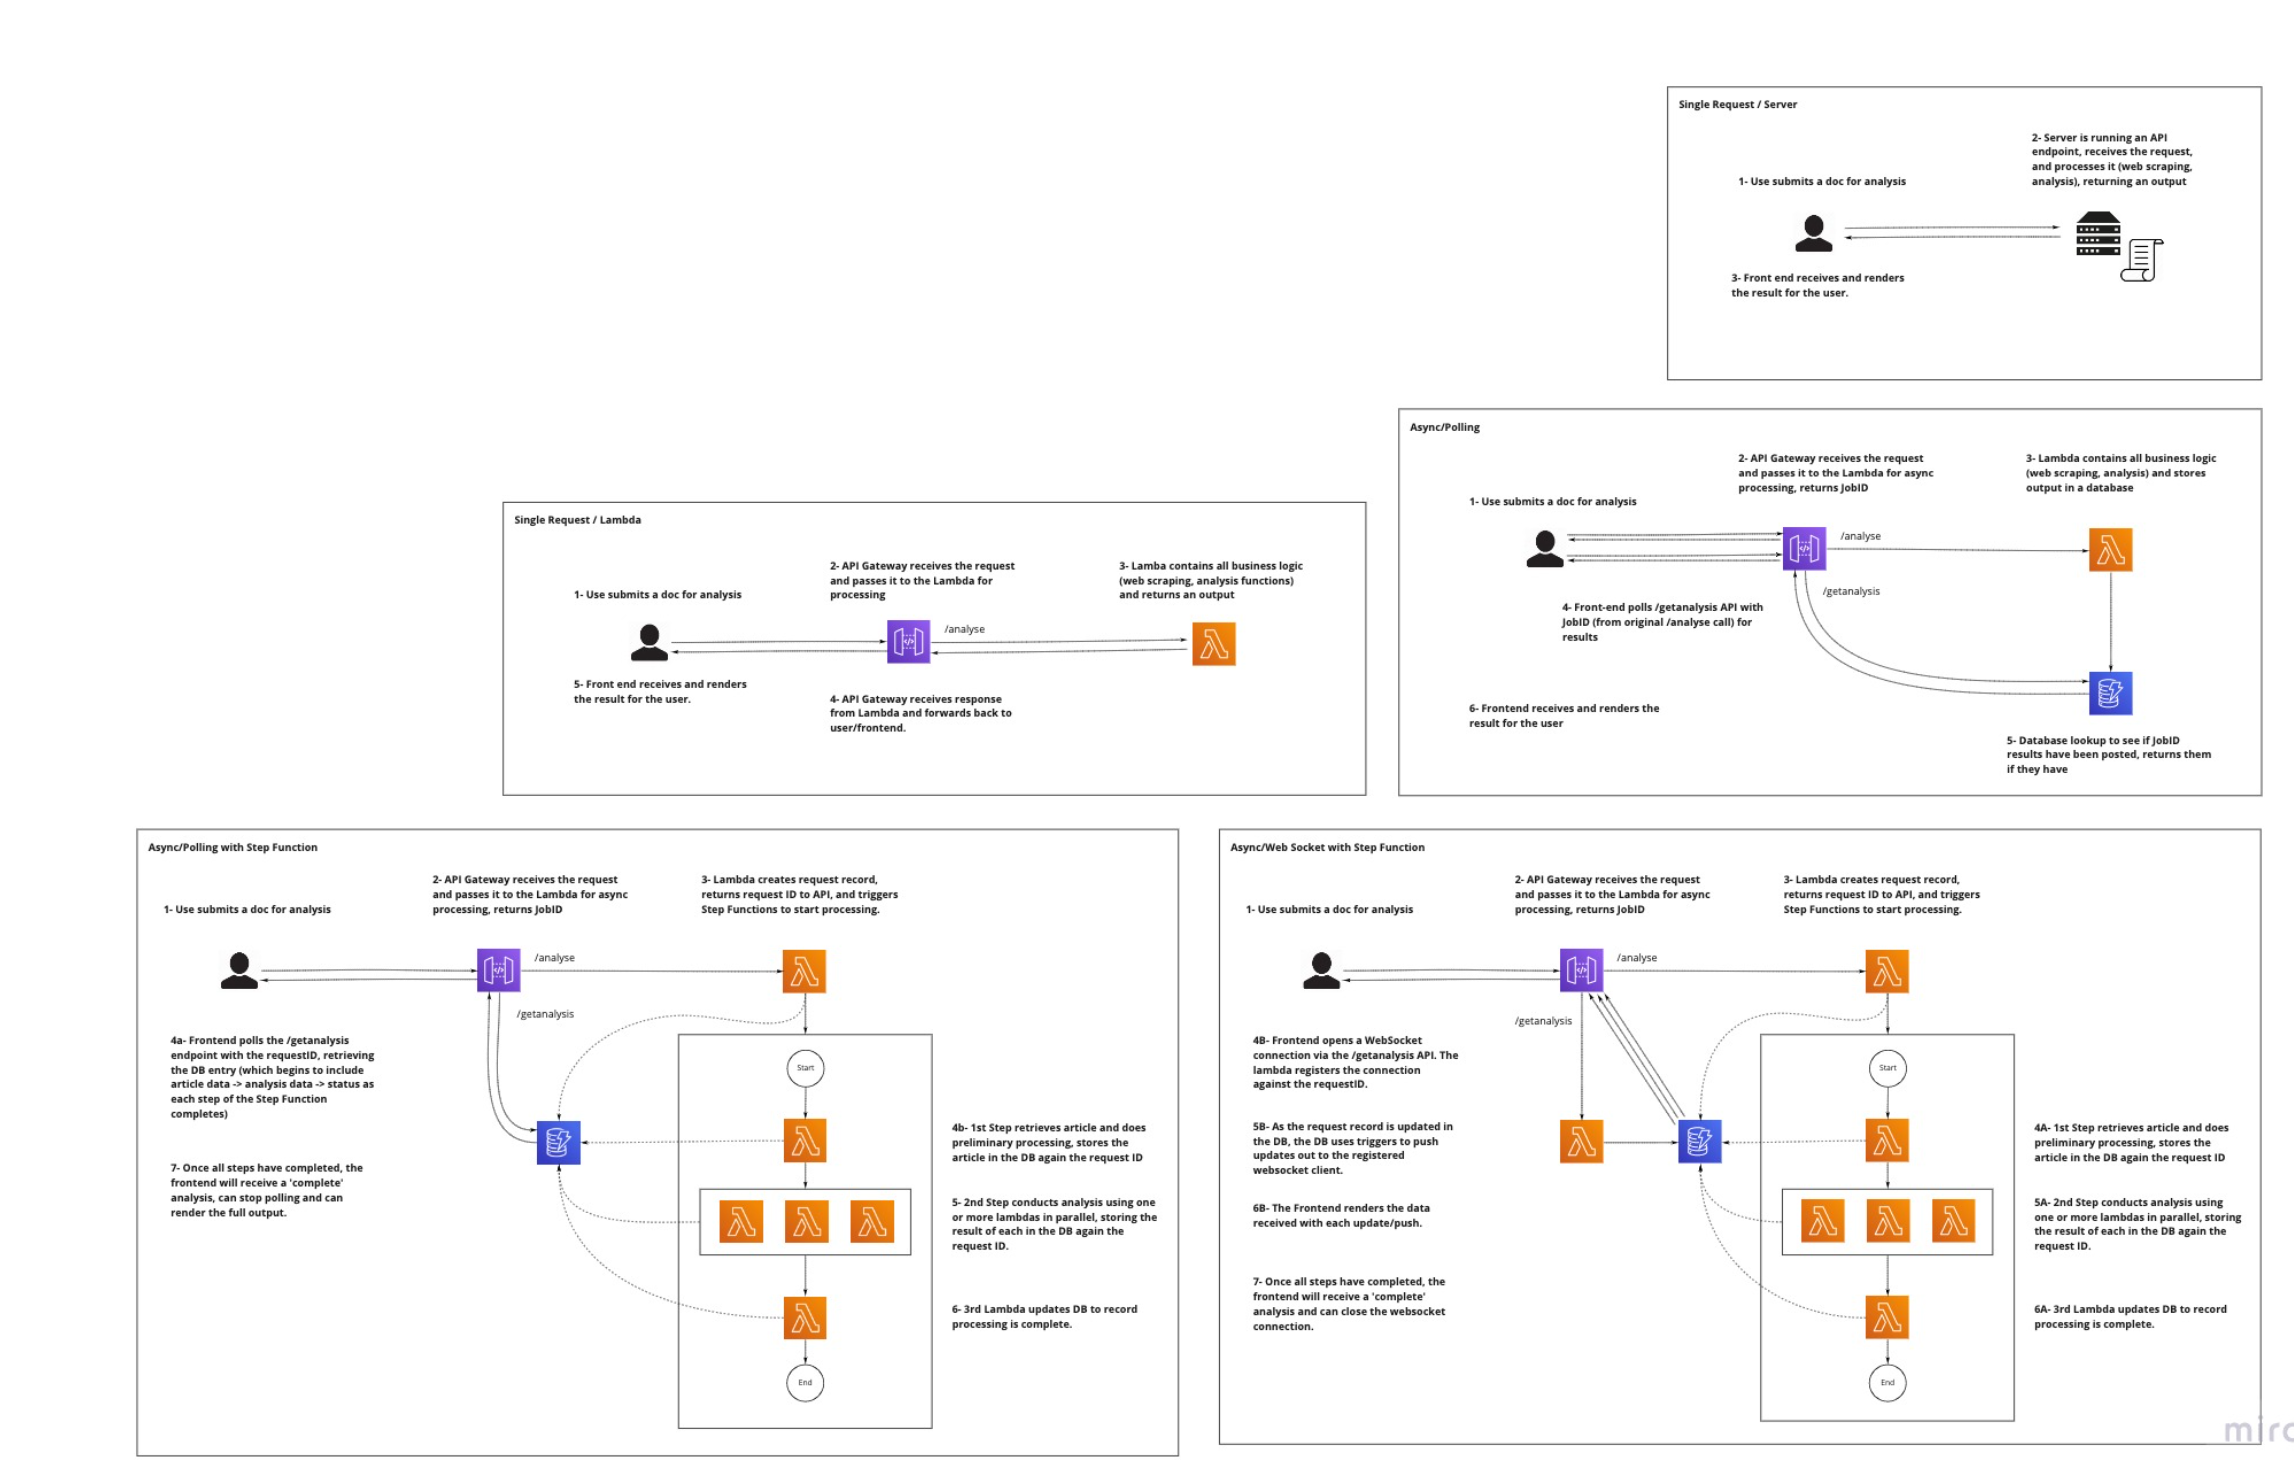 Single Request / Server
2- Server is running an API
endpoint, receives the request,
and processes it (web scraping,
analysis), returning an output
1- Use submits a doc for analysis
3- Front end receives and renders
the result for the user.
Async/Polling
2- API Gateway receives the request
and passes it to the Lambda for async
processing, returns JobID
3- Lambda contains all business logic
(web scraping, analysis) and stores
output in a database
1- Use submits a doc for analysis
/analyse
/getanalysis
4- Front-end polls /getanalysis API with
JobID (from original /analyse call) for
results
6- Frontend receives and renders the
result for the user
5- Database lookup to see if JobID
results have been posted, returns them
if they have
Single Request / Lambda
2- API Gateway receives the request
and passes it to the Lambda for
processing
3- Lamba contains all business logic
(web scraping, analysis functions)
and returns an output
1- Use submits a doc for analysis
/analyse
5- Front end receives and renders
the result for the user.
4- API Gateway receives response
from Lambda and forwards back to
user/frontend.
Async/Polling with Step Function
2- API Gateway receives the request
and passes it to the Lambda for async
processing, returns JobID
3- Lambda creates request record,
returns request ID to API, and triggers
Step Functions to start processing.
1- Use submits a doc for analysis
/analyse
/getanalysis
4a- Frontend polls the /getanalysis
endpoint with the requestID, retrieving
the DB entry (which begins to include
article data -> analysis data -> status as
each step of the Step Function
completes)
Start
4b- 1st Step retrieves article and does
preliminary processing, stores the
article in the DB again the request ID
7- Once all steps have completed, the
frontend will receive a 'complete'
analysis, can stop polling and can
render the full output.
5- 2nd Step conducts analysis using one
or more lambdas in parallel, storing the
result of each in the DB again the
request ID.
6- 3rd Lambda updates DB to record
processing is complete.
End
Async/Web Socket with Step Function
2- API Gateway receives the request
and passes it to the Lambda for async
processing, returns JobID
3- Lambda creates request record,
returns request ID to API, and triggers
Step Functions to start processing.
1- Use submits a doc for analysis
/analyse
/getanalysis
4B- Frontend opens a WebSocket
connection via the /getanalysis API. The
lambda registers the connection
against the requestID.
Start
5B- As the request record is updated in
the DB, the DB uses triggers to push
updates out to the registered
websocket client.
4A- 1st Step retrieves article and does
preliminary processing, stores the
article in the DB again the request ID
6B- The Frontend renders the data
received with each update/push.
5A- 2nd Step conducts analysis using
one or more lambdas in parallel, storing
the result of each in the DB again the
request ID.
7- Once all steps have completed, the
frontend will receive a 'complete'
analysis and can close the websocket
connection.
6A- 3rd Lambda updates DB to record
processing is complete.
End